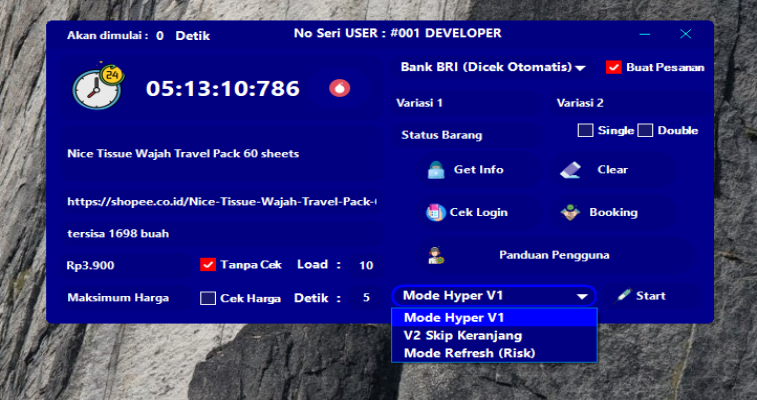 Akan dimulai : 0 Detik
No Seri USER : #001 DEVELOPER
24
05:13:10:786
Bank BRI (Dicek Otomatis)
Buat Pesanan
Variasi 1
Variasi 2
Status Barang
Single
Double
Nice Tissue Wajah Travel Pack 60 sheets
Get Info
Clear
https://shopee.co.id/Nice-Tissue-Wajah-Travel-Pack-
Cek Login
Booking
tersisa 1698 buah
Panduan Pengguna
Rp3.900
Tanpa Cek
Load : 10
Maksimum Harga
Cek Harga
Detik : 5
Mode Hyper V1
Start
Mode Hyper V1
V2 Skip Keranjang
Mode Refresh (Risk)